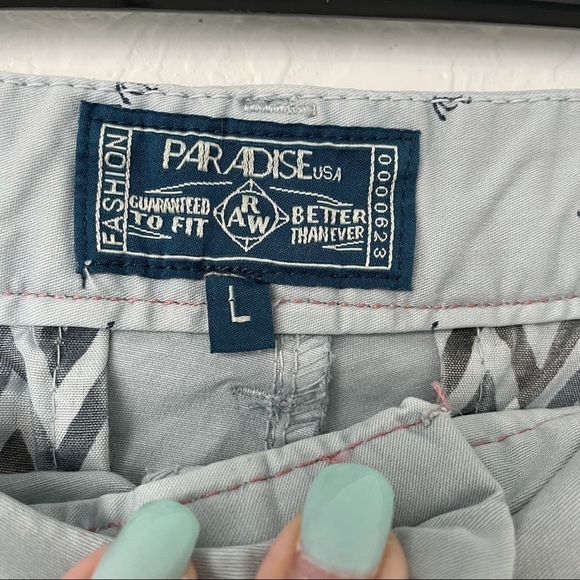 FASHION
PARADISE USA
GUARANTEED
TO FIT
RAW
BETTER
THAN EVER
0000623
L